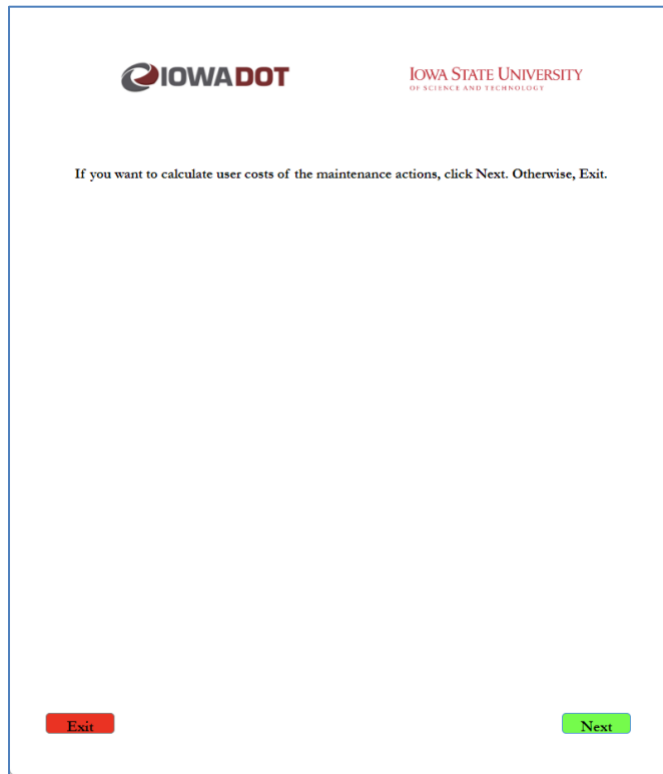 IOWADOT
IOWA STATE UNIVERSITY
OF SCIENCE AND TECHNOLOGY
If you want to calculate user costs of the maintenance actions, click Next. Otherwise, Exit.
Exit
Next